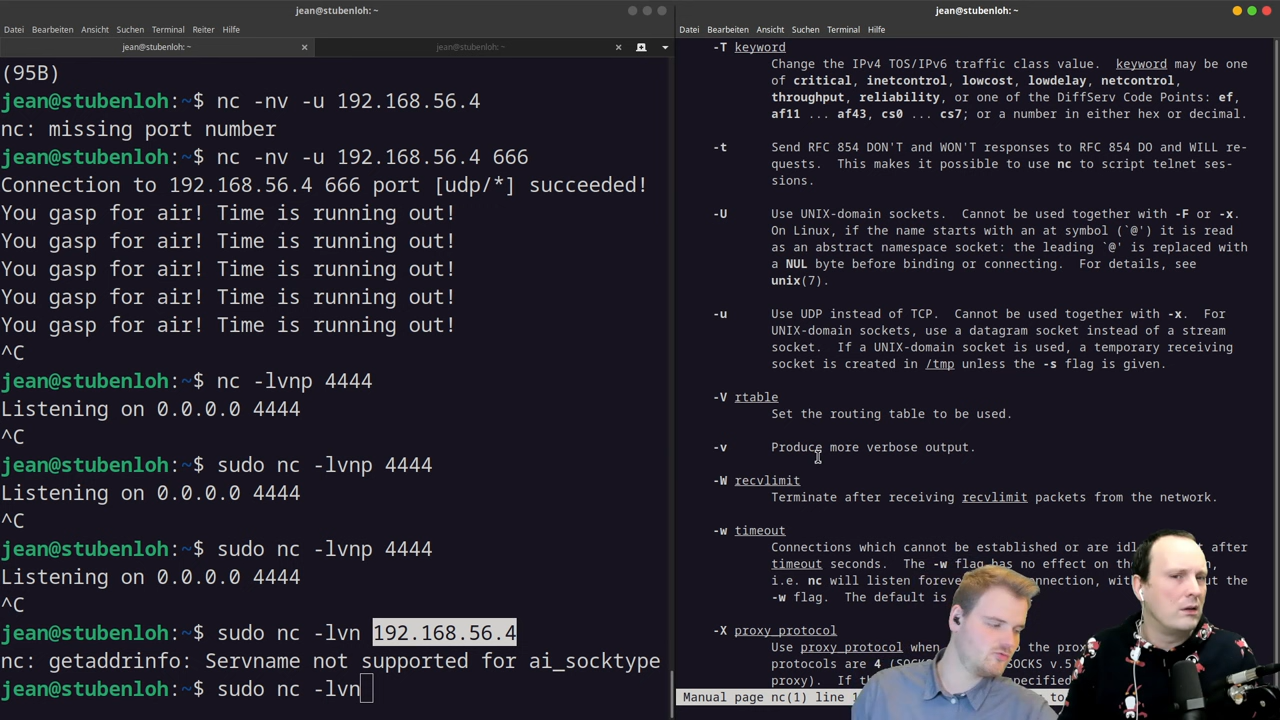 jean@stubenloh: ~
Datei Bearbeiten Ansicht Suchen Terminal Reiter Hilfe
jean@stubenloh: ~
jean@stubenloh: ~
(95B)
jean@stubenloh:~$ nc -nv -u 192.168.56.4
nc: missing port number
jean@stubenloh:~$ nc -nv -u 192.168.56.4 666
Connection to 192.168.56.4 666 port [udp/*] succeeded!
You gasp for air! Time is running out!
You gasp for air! Time is running out!
You gasp for air! Time is running out!
You gasp for air! Time is running out!
You gasp for air! Time is running out!
^C
jean@stubenloh:~$ nc -lvnp 4444
Listening on 0.0.0.0 4444
^C
jean@stubenloh:~$ sudo nc -lvnp 4444
Listening on 0.0.0.0 4444
^C
jean@stubenloh:~$ sudo nc -lvnp 4444
Listening on 0.0.0.0 4444
^C
jean@stubenloh:~$ sudo nc -lvn 192.168.56.4
nc: getaddrinfo: Servname not supported for ai_socktype
jean@stubenloh:~$ sudo nc -lvn
jean@stubenloh: ~
Datei Bearbeiten Ansicht Suchen Terminal Hilfe
-T keyword
Change the IPv4 TOS/IPv6 traffic class value. keyword may be one
of critical, inetcontrol, lowcost, lowdelay, netcontrol,
throughput, reliability, or one of the DiffServ Code Points: ef,
af11 ... af43, cs0 ... cs7; or a number in either hex or decimal.
-t Send RFC 854 DON'T and WON'T responses to RFC 854 DO and WILL re-
quests. This makes it possible to use nc to script telnet ses-
sions.
-U Use UNIX-domain sockets. Cannot be used together with -F or -x.
On Linux, if the name starts with an at symbol (`@') it is read
as an abstract namespace socket: the leading `@' is replaced with
a NUL byte before binding or connecting. For details, see
unix(7).
-u Use UDP instead of TCP. Cannot be used together with -x. For
UNIX-domain sockets, use a datagram socket instead of a stream
socket. If a UNIX-domain socket is used, a temporary receiving
socket is created in /tmp unless the -s flag is given.
-V rtable
Set the routing table to be used.
-v Produce more verbose output.
-W recvlimit
Terminate after receiving recvlimit packets from the network.
-w timeout
Connections which cannot be established or are after
timeout seconds. The -w flag has no effect on the
i.e. nc will listen forever connection, the
-w flag. The default is
-X proxy_protocol
Use proxy_protocol when the
protocols are 4 v.5)
proxy). If the specified
Manual page nc(1) line